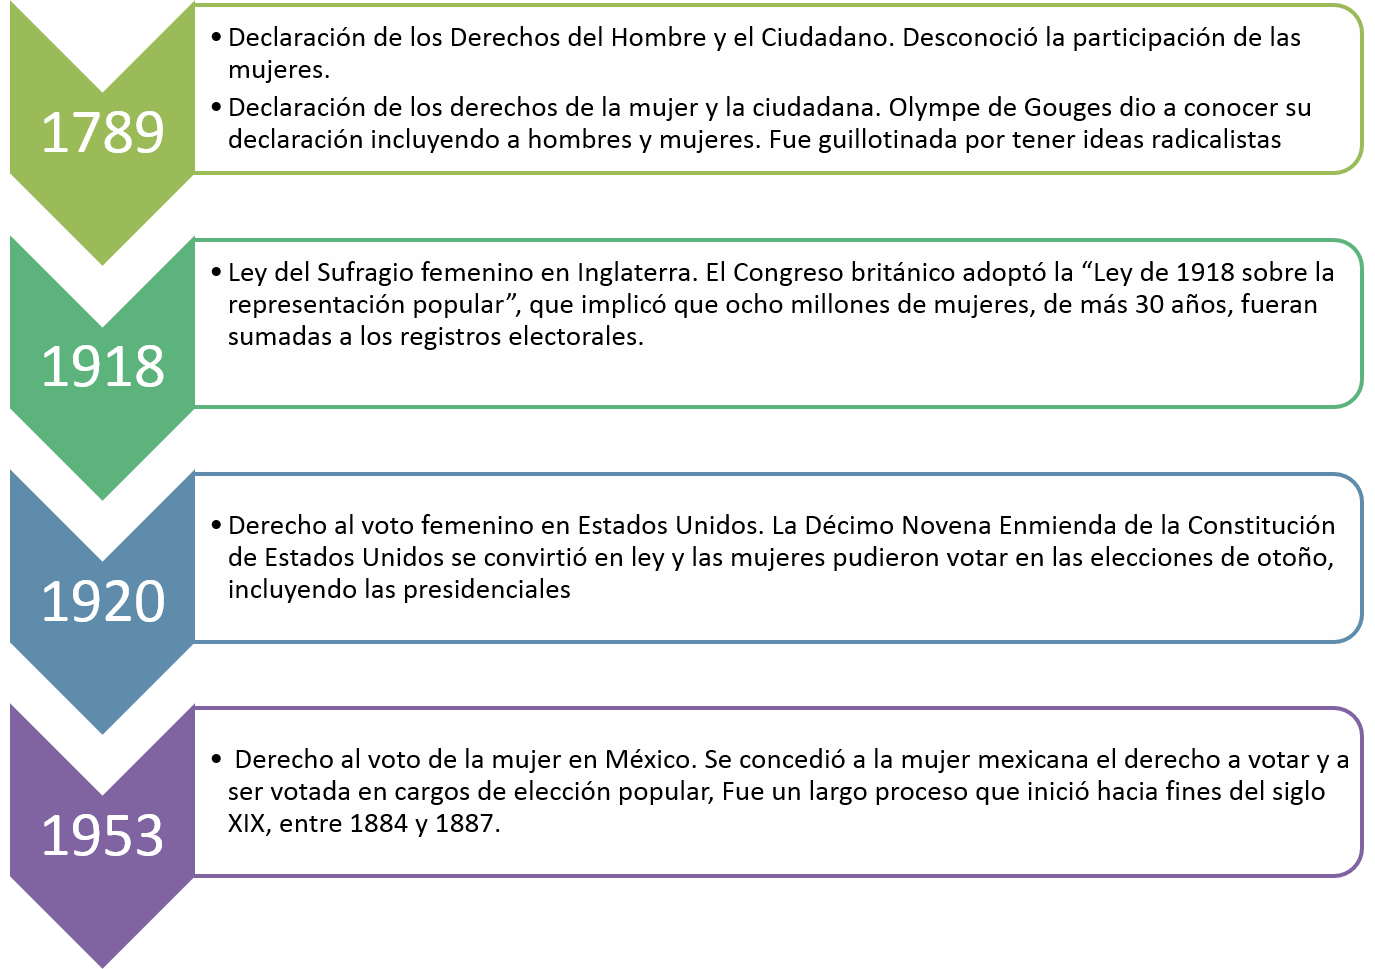 1789
• Declaración de los Derechos del Hombre y el Ciudadano. Desconoció la participación de las
mujeres.
• Declaración de los derechos de la mujer y la ciudadana. Olympe de Gouges dio a conocer su
declaración incluyendo a hombres y mujeres. Fue guillotinada por tener ideas radicalistas
1918
• Ley del Sufragio femenino en Inglaterra. El Congreso británico adoptó la “Ley de 1918 sobre la
representación popular”, que implicó que ocho millones de mujeres, de más 30 años, fueran
sumadas a los registros electorales.
1920
• Derecho al voto femenino en Estados Unidos. La Décimo Novena Enmienda de la Constitución
de Estados Unidos se convirtió en ley y las mujeres pudieron votar en las elecciones de otoño,
incluyendo las presidenciales
1953
• Derecho al voto de la mujer en México. Se concedió a la mujer mexicana el derecho a votar y a
ser votada en cargos de elección popular, Fue un largo proceso que inició hacia fines del siglo
XIX, entre 1884 y 1887.